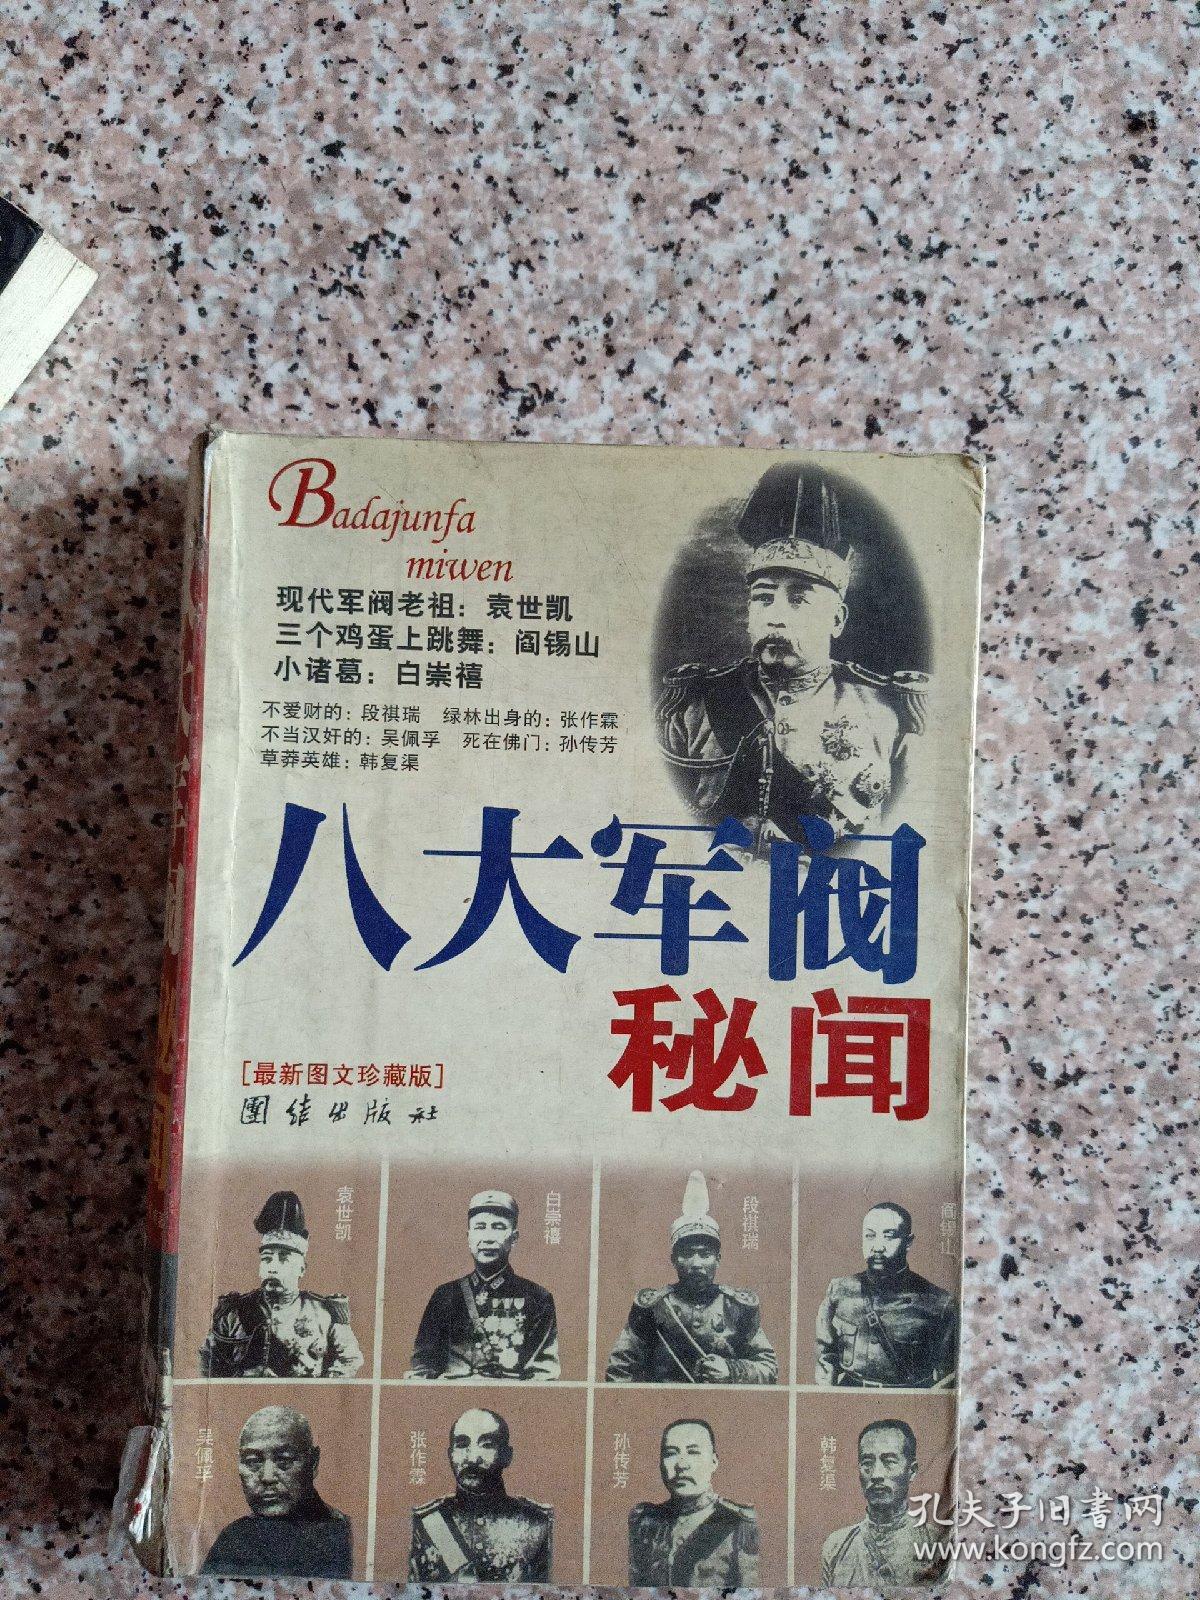 Badajunfa
miwen
现代军阀老祖：袁世凯
三个鸡蛋上跳舞：阎锡山
小诸葛：白崇禧
不爱财的：段祺瑞 绿林出身的：张作霖
不当汉奸的：吴佩孚 死在佛门：孙传芳
草莽英雄：韩复渠
八大军阀
秘闻
[最新图文珍藏版]
團结出版社
袁世凯
白崇禧
段祺瑞
阎锡山
吴佩孚
张作霖
孙传芳
韩复渠
孔夫子旧书网
www.kongfz.com